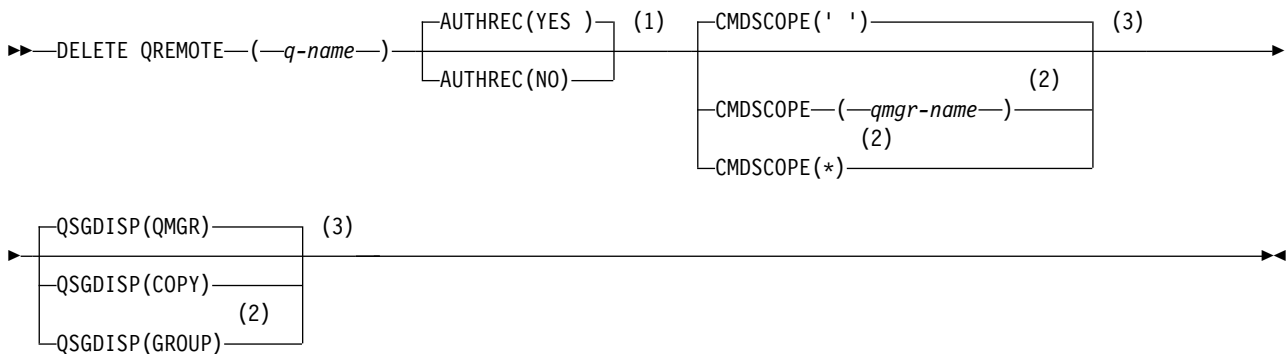 AUTHREC(YES ) (1) CMDSCOPE(' ') (3)
DELETE QREMOTE ( q-name )
AUTHREC(NO) (2)
CMDSCOPE ( qmgr-name )
(2)
CMDSCOPE(*)
QSGDISP(QMGR) (3)
QSGDISP(COPY)
(2)
QSGDISP(GROUP)